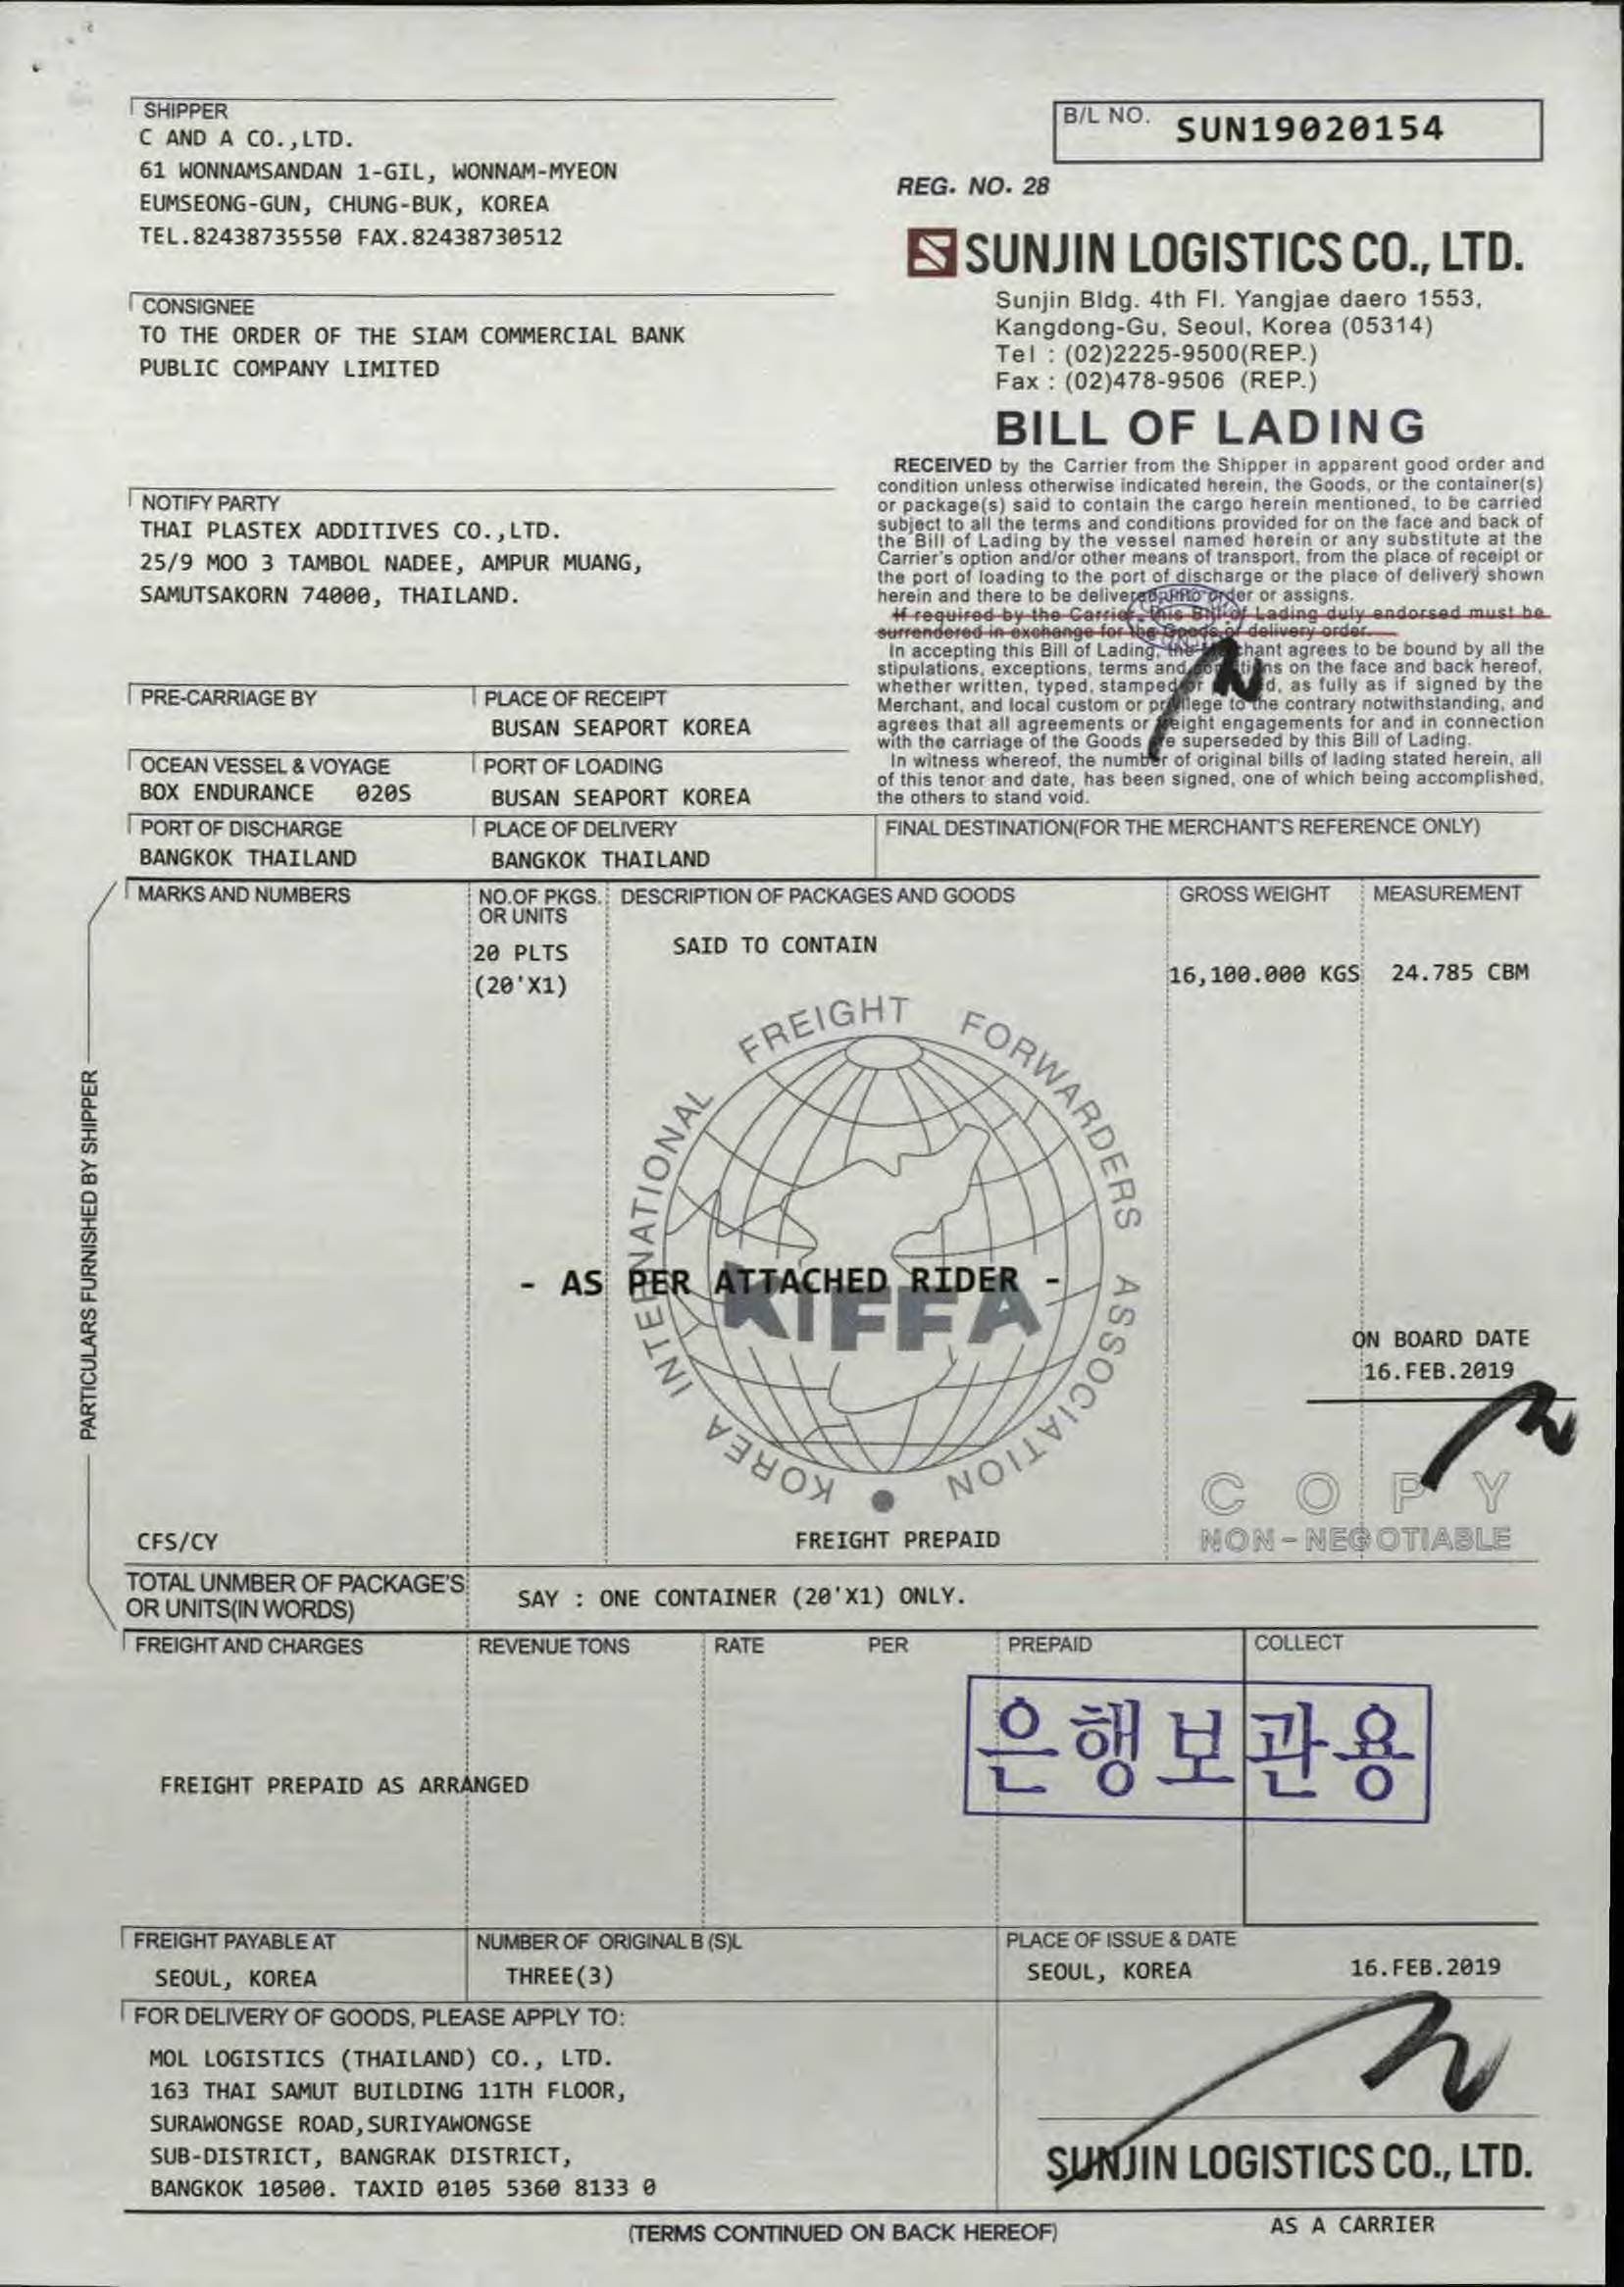 SHIPPER
C AND A CO.,LTD.
61 WONNAMSANDAN 1-GIL, WONNAM-MYEON
EUMSEONG-GUN, CHUNG-BUK, KOREA
TEL.82438735550 FAX.82438730512
B/L NO. SUN19020154
REG. NO. 28
S SUNJIN LOGISTICS CO., LTD.
Sunjin Bldg. 4th Fl. Yangjae daero 1553,
Kangdong-Gu, Seoul, Korea (05314)
Tel : (02)2225-9500(REP.)
Fax : (02)478-9506 (REP.)
CONSIGNEE
TO THE ORDER OF THE SIAM COMMERCIAL BANK
PUBLIC COMPANY LIMITED
BILL OF LADING
RECEIVED by the Carrier from the Shipper in apparent good order and
condition unless otherwise indicated herein, the Goods, or the container(s)
or package(s) said to contain the cargo herein mentioned, to be carried
subject to all the terms and conditions provided for on the face and back of
the Bill of Lading by the vessel named herein or any substitute at the
Carrier's option and/or other means of transport, from the place of receipt or
the port of loading to the port of discharge or the place of delivery shown
herein and there to be delivered order or assigns.
If required by the Carrier, this Bill of Lading duly endorsed must be
surrendered in exchange for the Goods or delivery order.
In accepting this Bill of Lading, the chant agrees to be bound by all the
stipulations, exceptions, terms and tions on the face and back hereof,
whether written, typed, stamped or d, as fully as if signed by the
Merchant, and local custom or privilege to the contrary notwithstanding, and
agrees that all agreements or freight engagements for and in connection
with the carriage of the Goods are superseded by this Bill of Lading.
In witness whereof, the number of original bills of lading stated herein, all
of this tenor and date, has been signed, one of which being accomplished,
the others to stand void.
NOTIFY PARTY
THAI PLASTEX ADDITIVES CO.,LTD.
25/9 MOO 3 TAMBOL NADEE, AMPUR MUANG,
SAMUTSAKORN 74000, THAILAND.
PRE-CARRIAGE BY
PLACE OF RECEIPT
BUSAN SEAPORT KOREA
OCEAN VESSEL & VOYAGE
BOX ENDURANCE 020S
PORT OF LOADING
BUSAN SEAPORT KOREA
PORT OF DISCHARGE
BANGKOK THAILAND
PLACE OF DELIVERY
BANGKOK THAILAND
FINAL DESTINATION(FOR THE MERCHANT'S REFERENCE ONLY)
PARTICULARS FURNISHED BY SHIPPER
MARKS AND NUMBERS
NO.OF PKGS.
OR UNITS
DESCRIPTION OF PACKAGES AND GOODS
GROSS WEIGHT
MEASUREMENT
20 PLTS
(20'X1)
SAID TO CONTAIN
16,100.000 KGS
24.785 CBM
KOREA INTERNATIONAL FREIGHT FORWARDERS ASSOCIATION
- AS PER ATTACHED RIDER -
KIFFA
ON BOARD DATE
16.FEB.2019
COPY
NON-NEGOTIABLE
CFS/CY
FREIGHT PREPAID
TOTAL UNMBER OF PACKAGE'S
OR UNITS(IN WORDS)
SAY : ONE CONTAINER (20'X1) ONLY.
FREIGHT AND CHARGES
REVENUE TONS
RATE
PER
PREPAID
COLLECT
은행보관용
FREIGHT PREPAID AS ARRANGED
FREIGHT PAYABLE AT
SEOUL, KOREA
NUMBER OF ORIGINAL B (S)L
THREE(3)
PLACE OF ISSUE & DATE
SEOUL, KOREA 16.FEB.2019
FOR DELIVERY OF GOODS, PLEASE APPLY TO:
MOL LOGISTICS (THAILAND) CO., LTD.
163 THAI SAMUT BUILDING 11TH FLOOR,
SURAWONGSE ROAD,SURIYAWONGSE
SUB-DISTRICT, BANGRAK DISTRICT,
BANGKOK 10500. TAXID 0105 5360 8133 0
SUNJIN LOGISTICS CO., LTD.
AS A CARRIER
(TERMS CONTINUED ON BACK HEREOF)